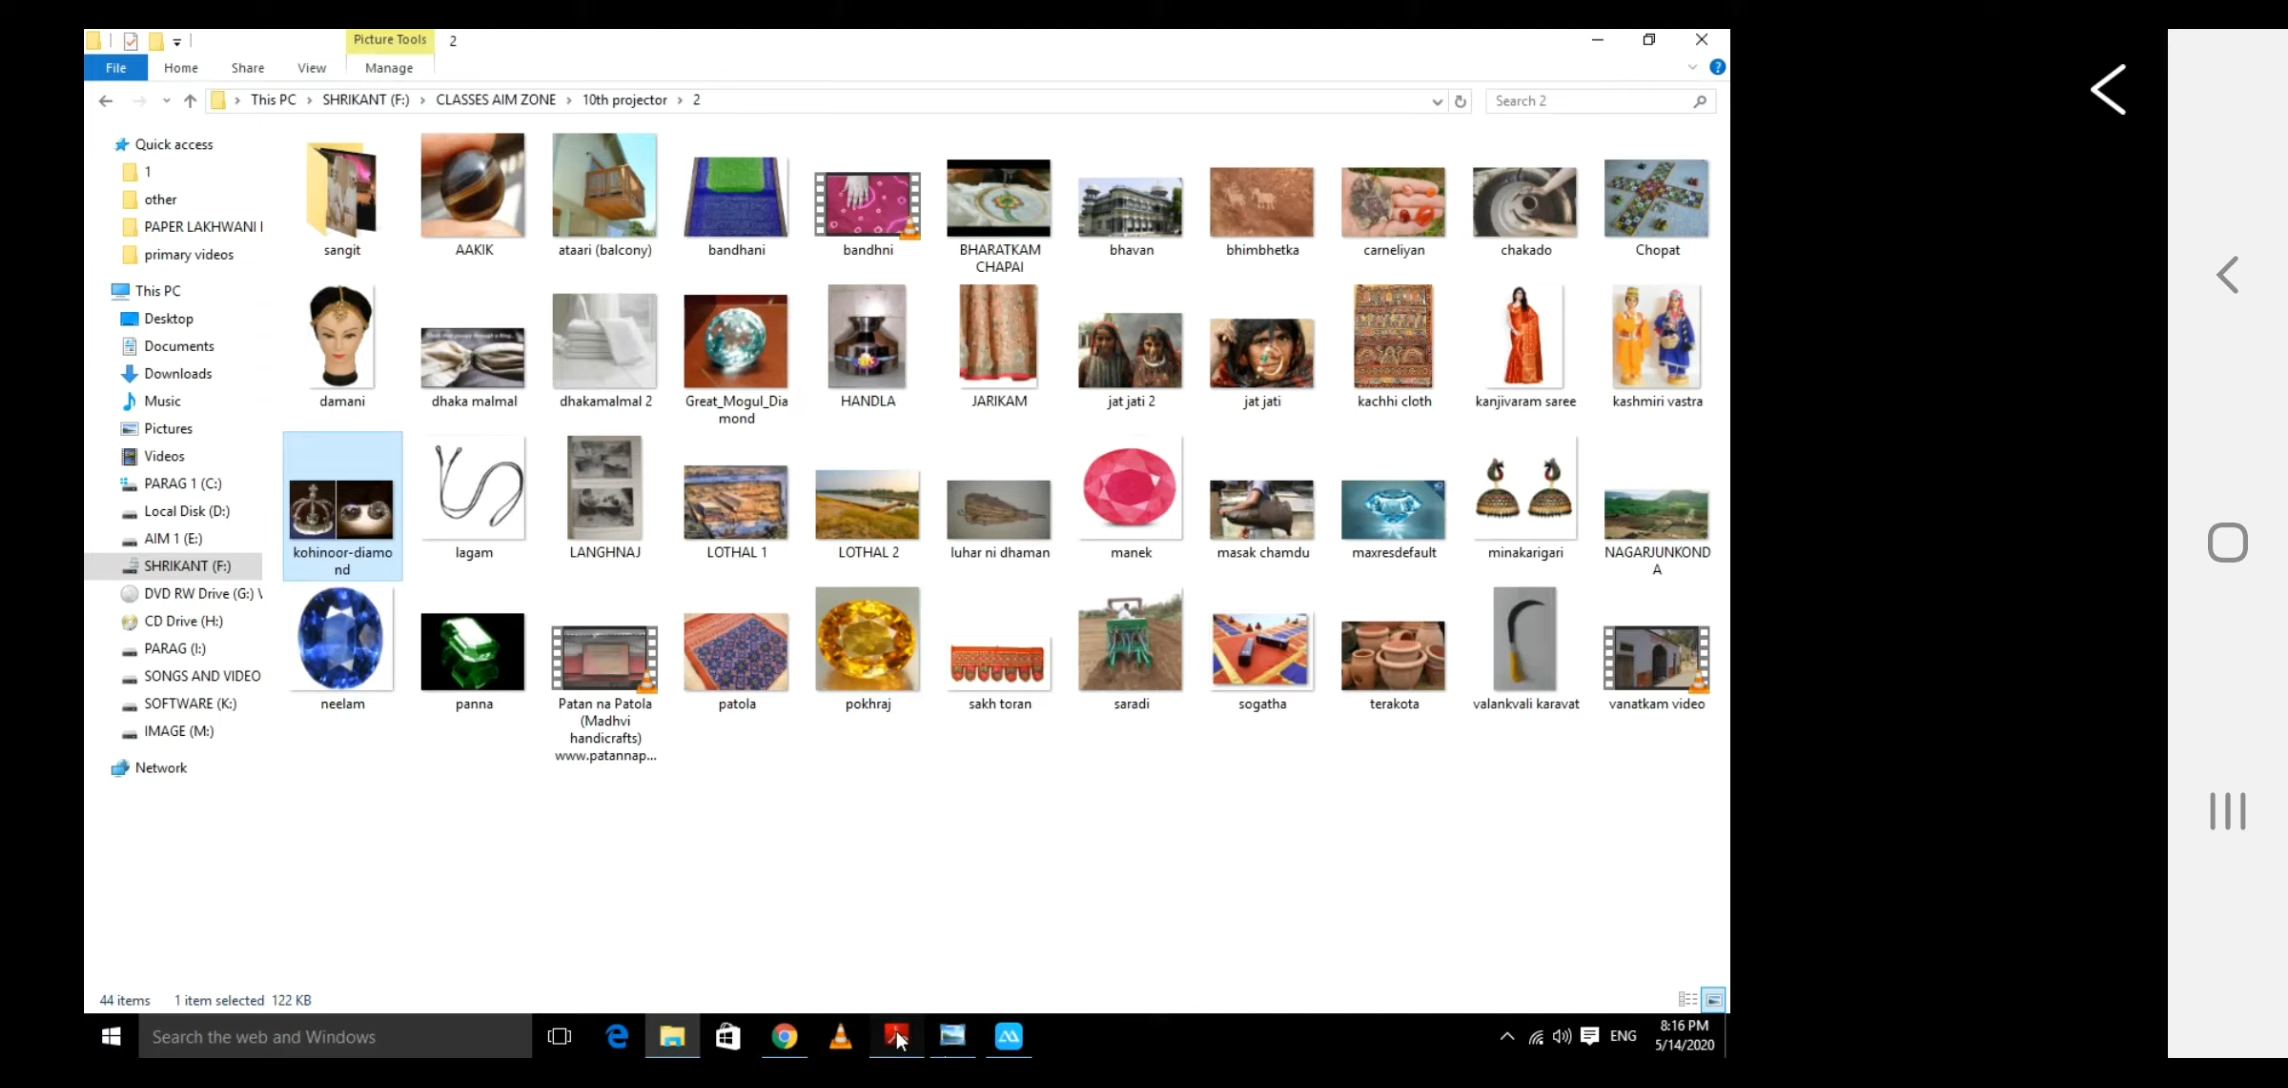 Picture Tools 2
File Home Share View Manage
This PC SHRIKANT (F:) CLASSES AIM ZONE 10th projector 2
Search 2
Quick access
1
other
PAPER LAKHWANI I
primary videos
This PC
Desktop
Documents
Downloads
Music
Pictures
Videos
PARAG 1 (C:)
Local Disk (D:)
AIM 1 (E:)
SHRIKANT (F:)
DVD RW Drive (G:) \
CD Drive (H:)
PARAG (I:)
SONGS AND VIDEO
SOFTWARE (K:)
IMAGE (M:)
Network
sangit
AAKIK
ataari (balcony)
bandhani
bandhni
BHARATKAM
CHAPAI
bhavan
bhimbhetka
carneliyan
chakado
Chopat
damani
dhaka malmal
dhakamalmal 2
Great_Mogul_Dia
mond
HANDLA
JARIKAM
jat jati 2
jat jati
kachhi cloth
kanjivaram saree
kashmiri vastra
kohinoor-diamo
nd
lagam
LANGHNAJ
LOTHAL 1
LOTHAL 2
luhar ni dhaman
manek
masak chamdu
maxresdefault
minakarigari
NAGARJUNKOND
A
neelam
panna
Patan na Patola
(Madhvi
handicrafts)
www.patannap...
patola
pokhraj
sakh toran
saradi
sogatha
terakota
valankvali karavat
vanatkam video
44 items 1 item selected 122 KB
Search the web and Windows
ENG
8:16 PM
5/14/2020